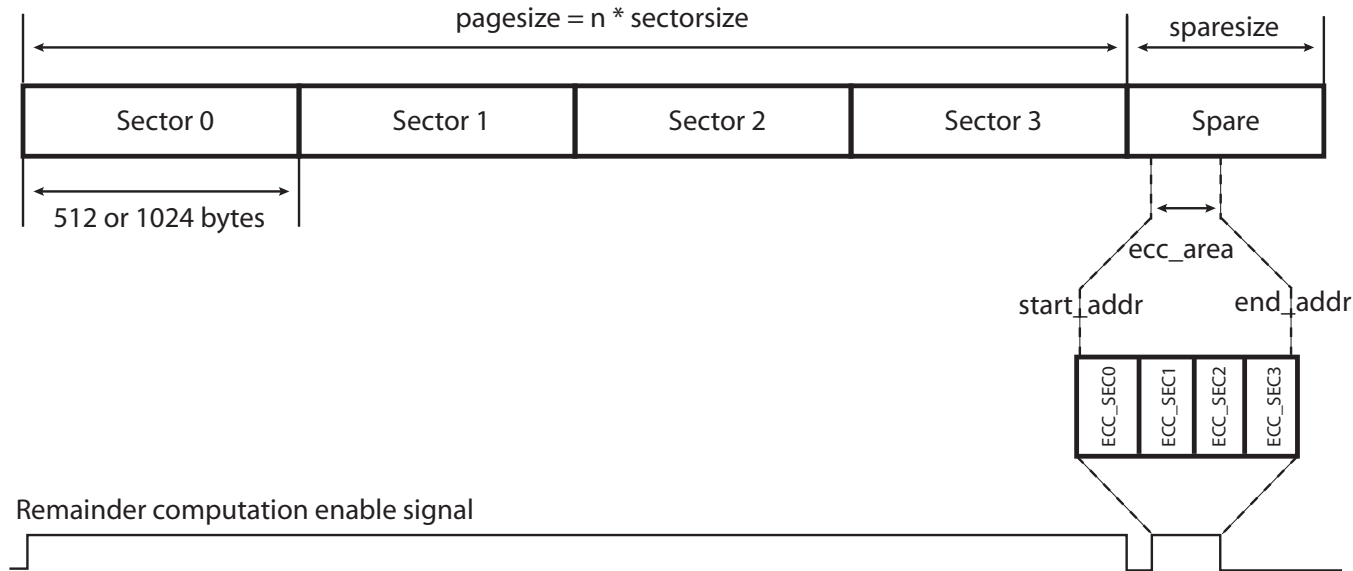 pagesize = n * sectorsize
sparesize
Sector 0
Sector 1
Sector 2
Sector 3
Spare
512 or 1024 bytes
ecc_area
start_addr
end_addr
ECC_SEC0
ECC_SEC1
ECC_SEC2
ECC_SEC3
Remainder computation enable signal